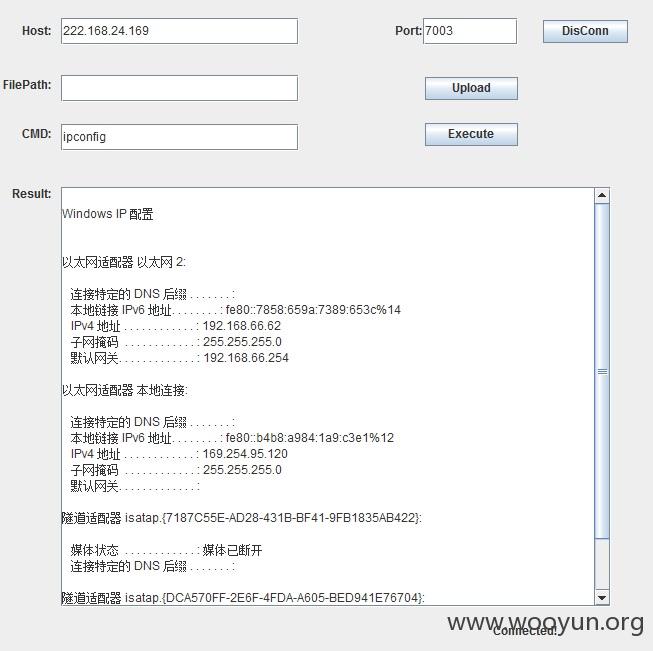 Host: 222.168.24.169 Port: 7003 DisConn
FilePath: Upload
CMD: ipconfig Execute
Result:
Windows IP 配置
以太网适配器 以太网 2:
连接特定的 DNS 后缀 . . . . . . . :
本地链接 IPv6 地址. . . . . . . . : fe80::7858:659a:7389:653c%14
IPv4 地址 . . . . . . . . . . . . : 192.168.66.62
子网掩码 . . . . . . . . . . . . : 255.255.255.0
默认网关. . . . . . . . . . . . . : 192.168.66.254
以太网适配器 本地连接:
连接特定的 DNS 后缀 . . . . . . . :
本地链接 IPv6 地址. . . . . . . . : fe80::b4b8:a984:1a9:c3e1%12
IPv4 地址 . . . . . . . . . . . . : 169.254.95.120
子网掩码 . . . . . . . . . . . . : 255.255.255.0
默认网关. . . . . . . . . . . . . :
隧道适配器 isatap.{7187C55E-AD28-431B-BF41-9FB1835AB422}:
媒体状态 . . . . . . . . . . . . : 媒体已断开
连接特定的 DNS 后缀 . . . . . . . :
隧道适配器 isatap.{DCA570FF-2E6F-4FDA-A605-BED941E76704}:
www.wooyun.org
Connected!